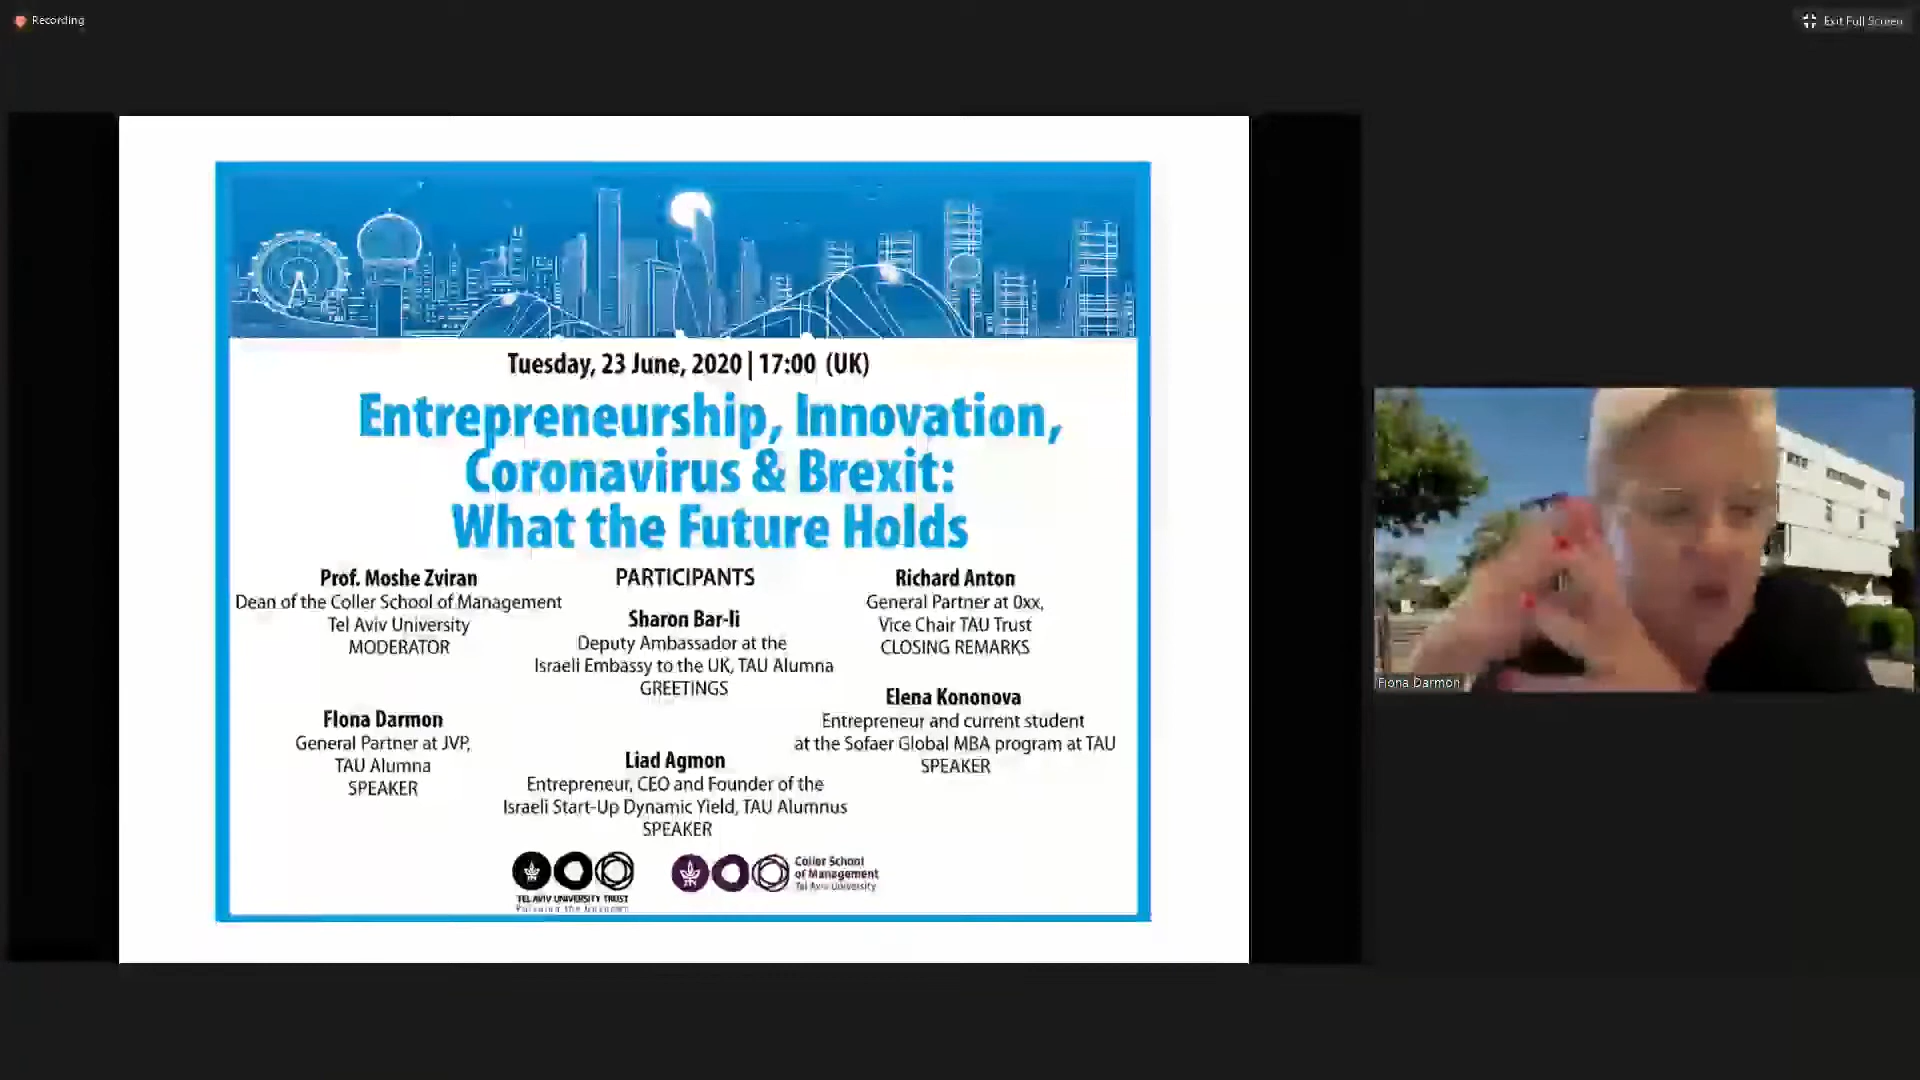 Recording
Exit Full Screen
Tuesday, 23 June, 2020 | 17:00 (UK)
Entrepreneurship, Innovation,
Coronavirus & Brexit:
What the Future Holds
Prof. Moshe Zviran
Dean of the Coller School of Management
Tel Aviv University
MODERATOR
PARTICIPANTS
Sharon Bar-li
Deputy Ambassador at the
Israeli Embassy to the UK, TAU Alumna
GREETINGS
Richard Anton
General Partner at 0xx,
Vice Chair TAU Trust
CLOSING REMARKS
Fiona Darmon
General Partner at JVP,
TAU Alumna
SPEAKER
Liad Agmon
Entrepreneur, CEO and Founder of the
Israeli Start-Up Dynamic Yield, TAU Alumnus
SPEAKER
Elena Kononova
Entrepreneur and current student
at the Sofaer Global MBA program at TAU
SPEAKER
TEL AVIV UNIVERSITY TRUST
Pursuing the Unknown
Coller School
of Management
Tel Aviv University
Fiona Darmon